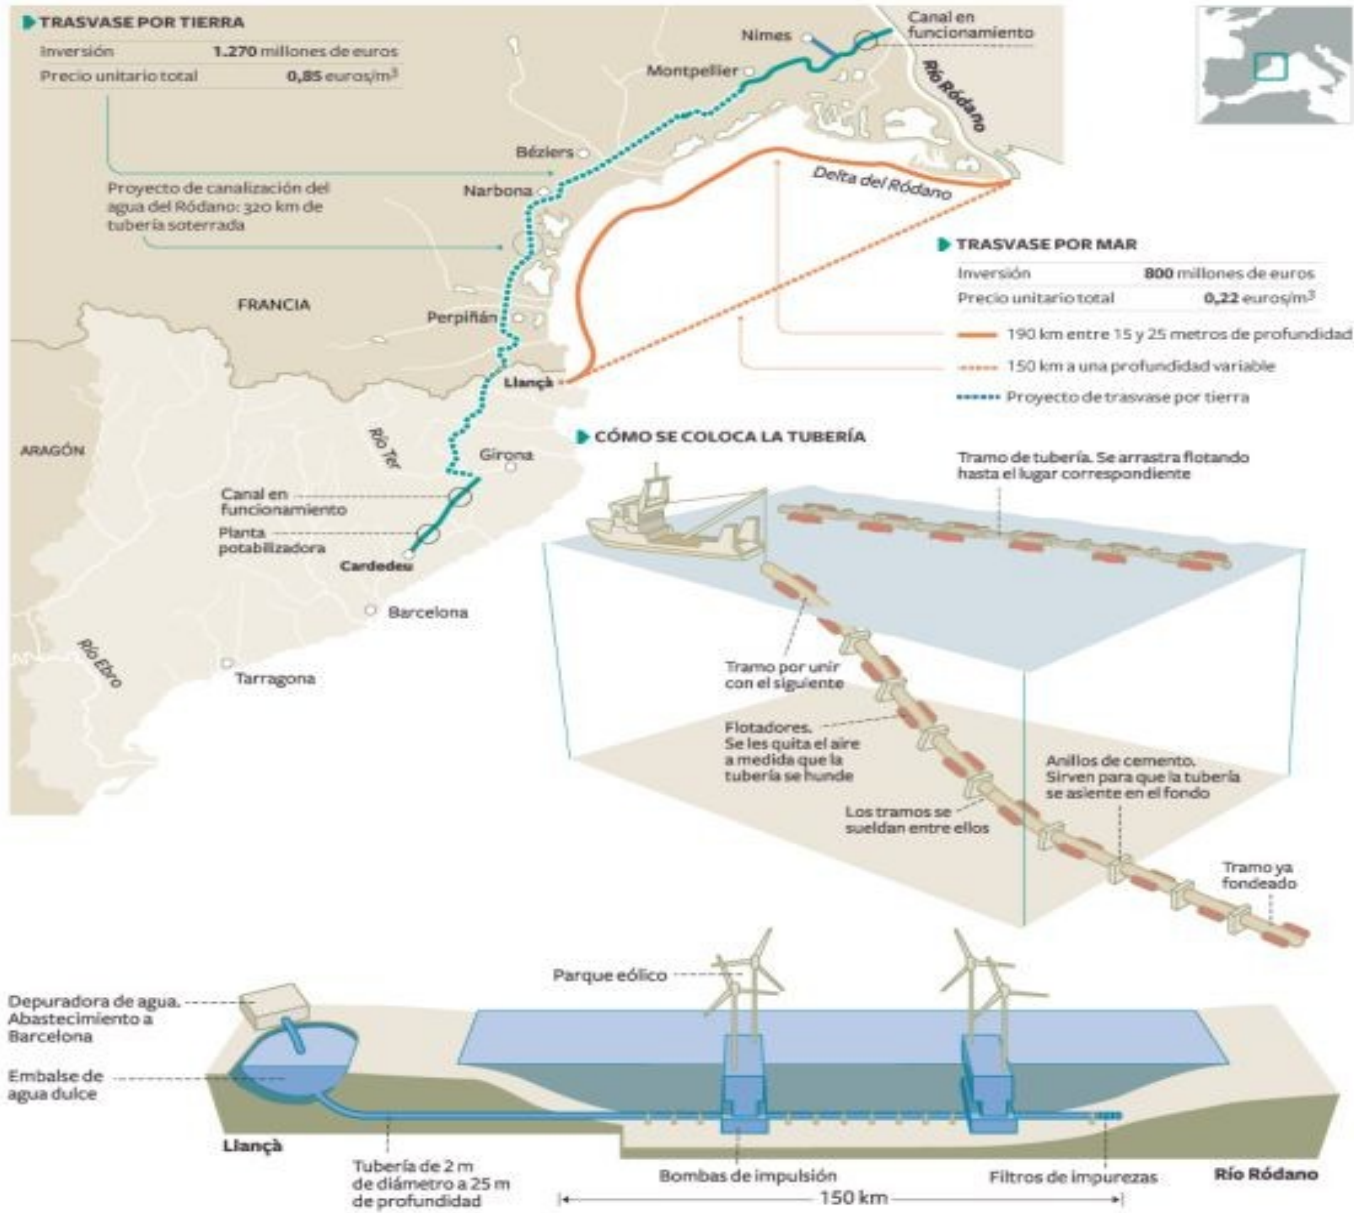 TRASVASE POR TIERRA
Inversión 1.270 millones de euros
Precio unitario total 0,85 euros/m³
Proyecto de canalización del
agua del Ródano: 320 km de
tubería soterrada
Canal en
funcionamiento
Nimes
Montpellier
Río Ródano
Béziers
Narbona
Delta del Ródano
FRANCIA
Perpiñán
Llançà
TRASVASE POR MAR
Inversión 800 millones de euros
Precio unitario total 0,22 euros/m³
190 km entre 15 y 25 metros de profundidad
150 km a una profundidad variable
Proyecto de trasvase por tierra
ARAGÓN
Río Ter
Girona
Canal en
funcionamiento
Planta
potabilizadora
Cardedeu
Barcelona
Río Ebro
Tarragona
CÓMO SE COLOCA LA TUBERÍA
Tramo de tubería. Se arrastra flotando
hasta el lugar correspondiente
Tramo por unir
con el siguiente
Flotadores.
Se les quita el aire
a medida que la
tubería se hunde
Anillos de cemento.
Sirven para que la tubería
se asiente en el fondo
Los tramos se
sueldan entre ellos
Tramo ya
fondeado
Parque eólico
Depuradora de agua.
Abastecimiento a
Barcelona
Embalse de
agua dulce
Llançà
Tubería de 2 m
de diámetro a 25 m
de profundidad
Bombas de impulsión
Filtros de impurezas
Río Ródano
150 km